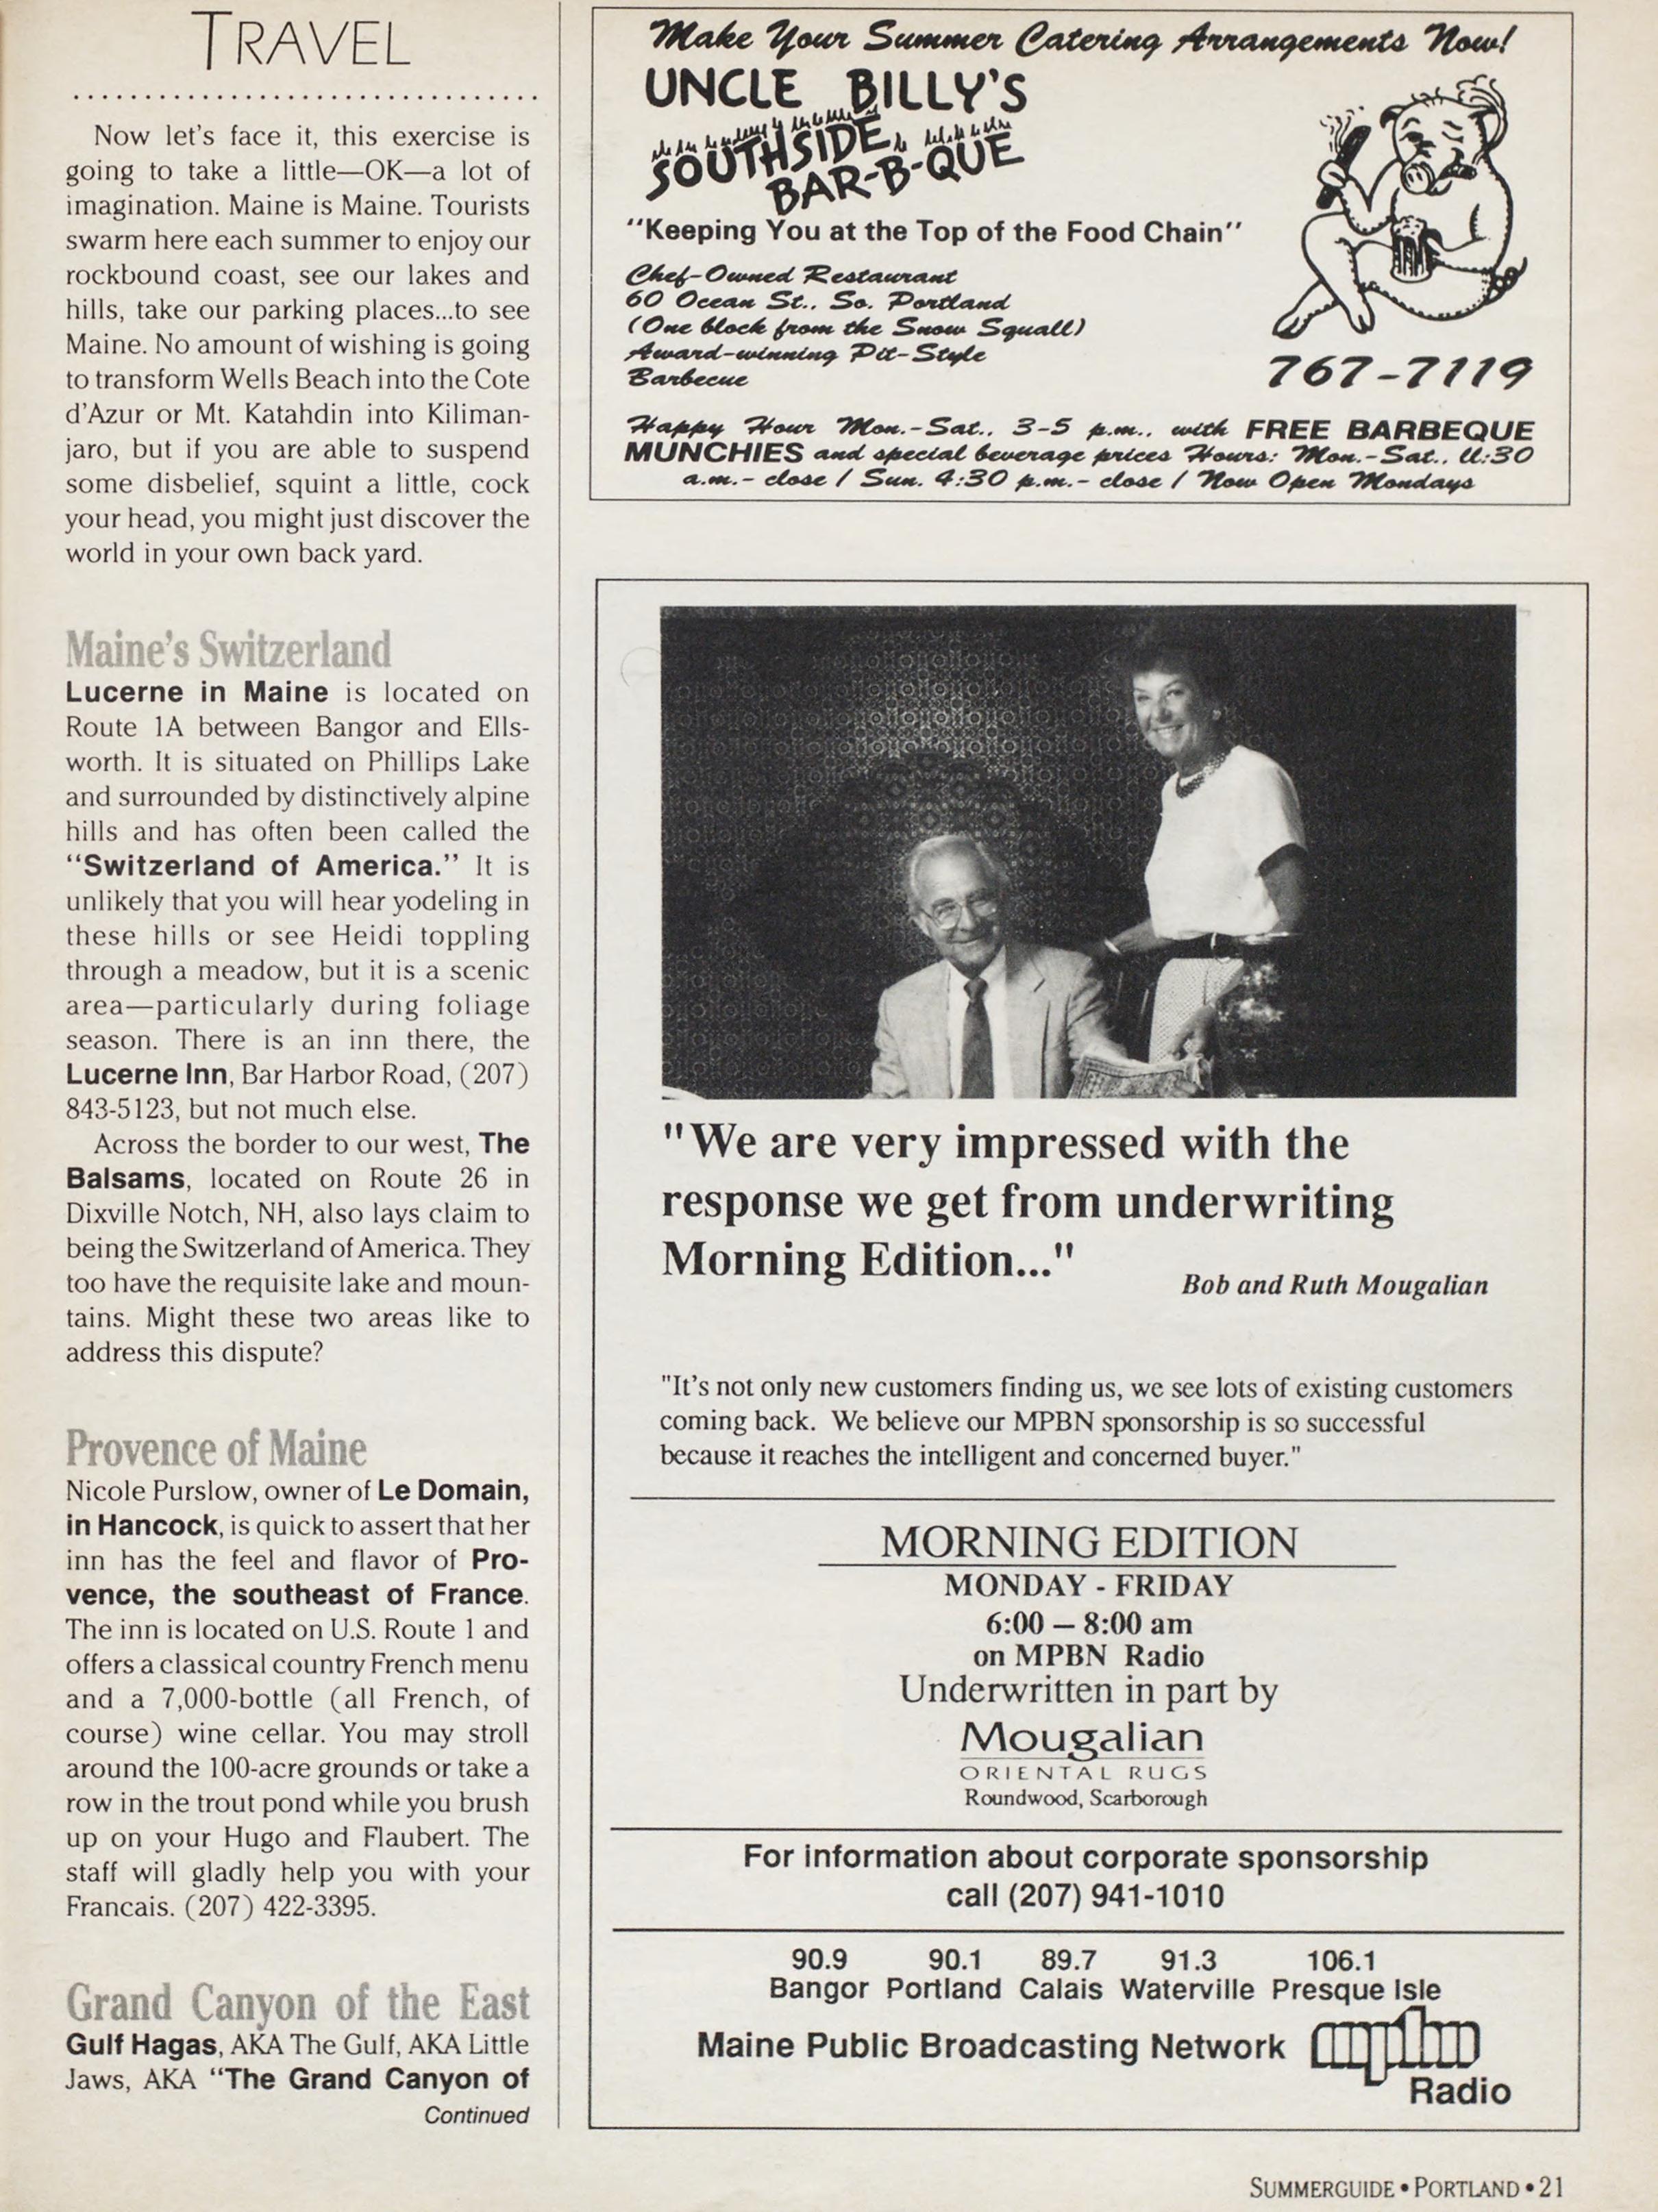 TRAVEL
Now let's face it, this exercise is
going to take a little—OK—a lot of
imagination. Maine is Maine. Tourists
swarm here each summer to enjoy our
rockbound coast, see our lakes and
hills, take our parking places...to see
Maine. No amount of wishing is going
to transform Wells Beach into the Cote
d'Azur or Mt. Katahdin into Kiliman-
jaro, but if you are able to suspend
some disbelief, squint a little, cock
your head, you might just discover the
world in your own back yard.
Maine's Switzerland
Lucerne in Maine is located on
Route 1A between Bangor and Ells-
worth. It is situated on Phillips Lake
and surrounded by distinctively alpine
hills and has often been called the
"Switzerland of America." It is
unlikely that you will hear yodeling in
these hills or see Heidi toppling
through a meadow, but it is a scenic
area—particularly during foliage
season. There is an inn there, the
Lucerne Inn, Bar Harbor Road, (207)
843-5123, but not much else.
Across the border to our west, The
Balsams, located on Route 26 in
Dixville Notch, NH, also lays claim to
being the Switzerland of America. They
too have the requisite lake and moun-
tains. Might these two areas like to
address this dispute?
Provence of Maine
Nicole Purslow, owner of Le Domain,
in Hancock, is quick to assert that her
inn has the feel and flavor of Pro-
vence, the southeast of France.
The inn is located on U.S. Route 1 and
offers a classical country French menu
and a 7,000-bottle (all French, of
course) wine cellar. You may stroll
around the 100-acre grounds or take a
row in the trout pond while you brush
up on your Hugo and Flaubert. The
staff will gladly help you with your
Francais. (207) 422-3395.
Grand Canyon of the East
Gulf Hagas, AKA The Gulf, AKA Little
Jaws, AKA "The Grand Canyon of
Continued
Make Your Summer Catering Arrangements Now!
UNCLE BILLY'S
SOUTHSIDE
BAR-B-QUE
"Keeping You at the Top of the Food Chain"
Chef-Owned Restaurant
60 Ocean St., So. Portland
(One block from the Snow Squall)
Award-winning Pit-Style
Barbecue
767-7119
Happy Hour Mon.-Sat., 3-5 p.m., with FREE BARBEQUE
MUNCHIES and special beverage prices Hours: Mon.-Sat., 11:30
a.m.- close / Sun. 4:30 p.m.- close / Now Open Mondays
"We are very impressed with the
response we get from underwriting
Morning Edition..."
Bob and Ruth Mougalian
"It's not only new customers finding us, we see lots of existing customers
coming back. We believe our MPBN sponsorship is so successful
because it reaches the intelligent and concerned buyer."
MORNING EDITION
MONDAY - FRIDAY
6:00 – 8:00 am
on MPBN Radio
Underwritten in part by
Mougalian
ORIENTAL RUGS
Roundwood, Scarborough
For information about corporate sponsorship
call (207) 941-1010
90.9 90.1 89.7 91.3 106.1
Bangor Portland Calais Waterville Presque Isle
Maine Public Broadcasting Network mpbn
Radio
SUMMERGUIDE • PORTLAND • 21